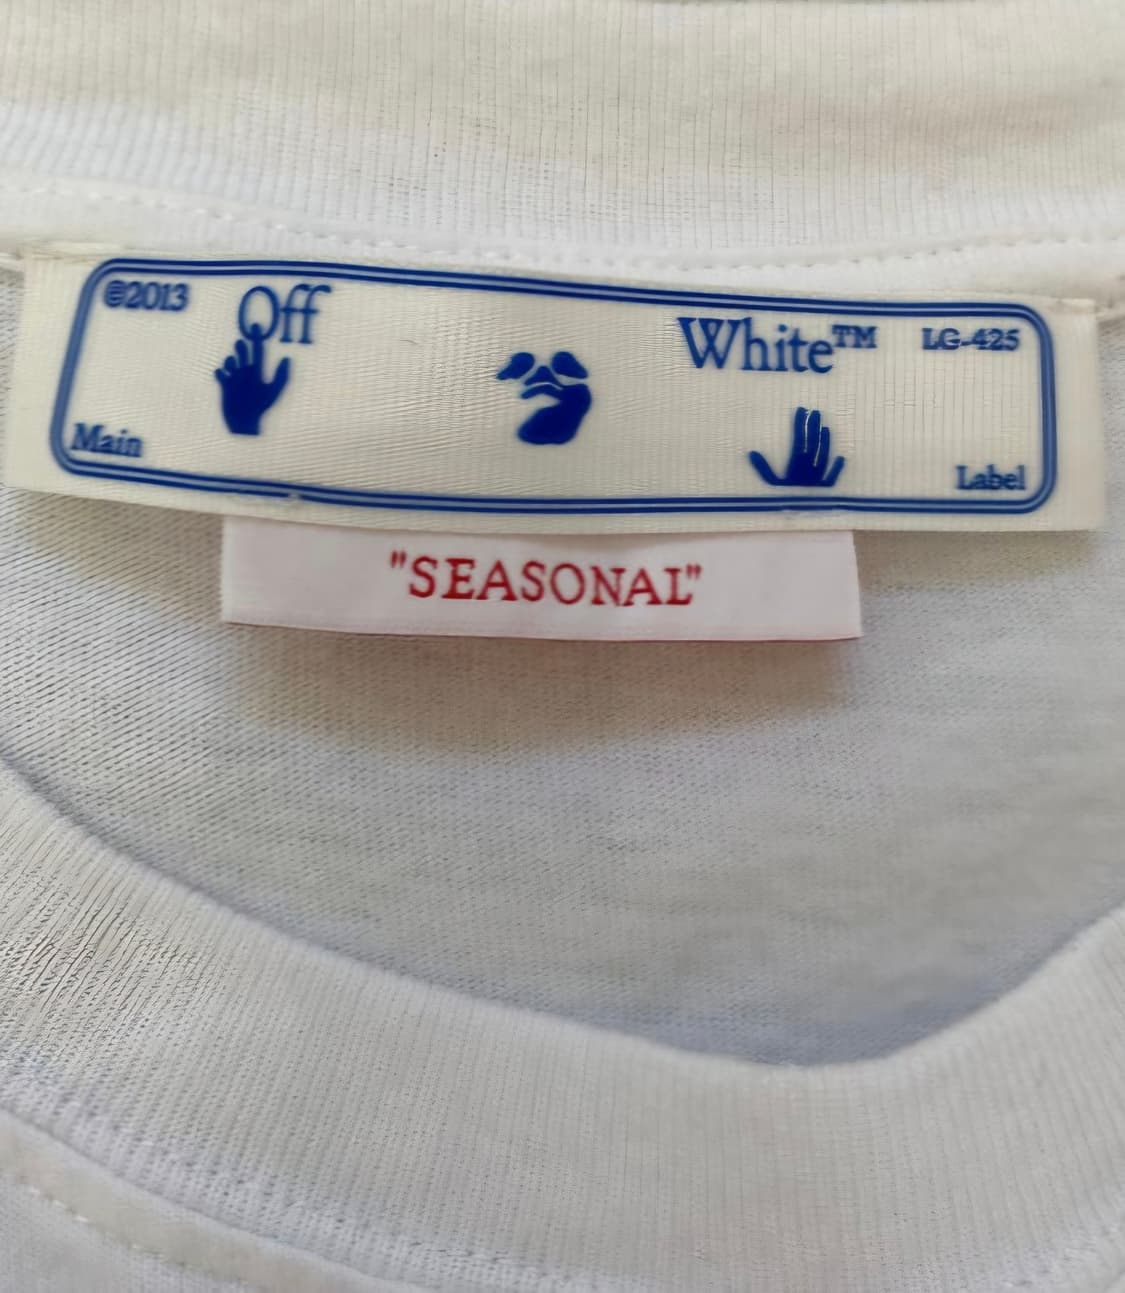 ©2013 Off White™ LG-425
Main Label
"SEASONAL"